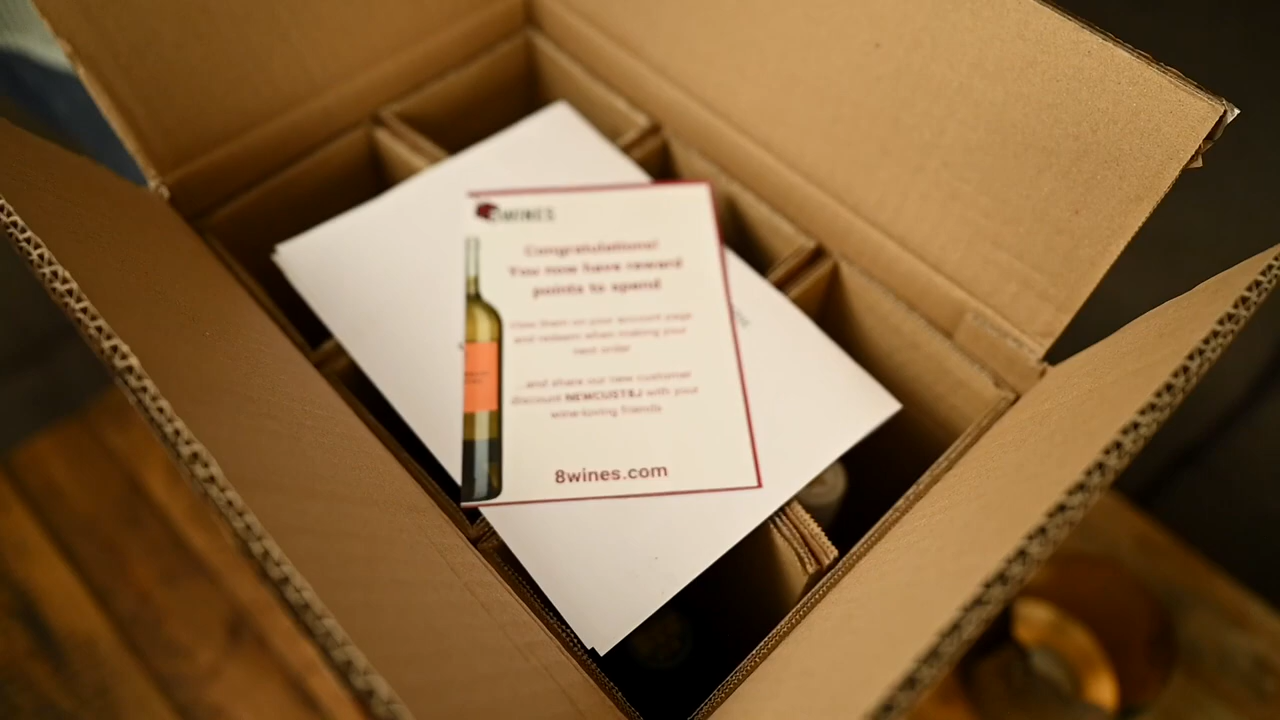 8WINES
Congratulations!
You now have reward
points to spend
View them on your account page
and redeem when making your
next order
...and share our new customer
discount with your
wine-loving friends
8wines.com